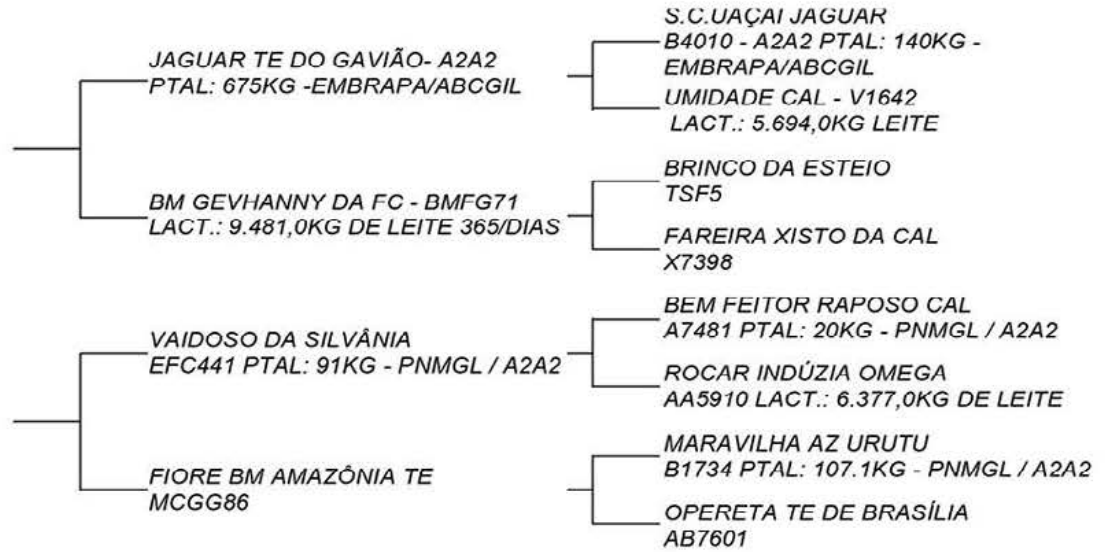 JAGUAR TE DO GAVIÃO- A2A2
PTAL: 675KG -EMBRAPA/ABCGIL
S.C.UAÇAI JAGUAR
B4010 - A2A2 PTAL: 140KG -
EMBRAPA/ABCGIL
UMIDADE CAL - V1642
LACT.: 5.694,0KG LEITE
BM GEVHANNY DA FC - BMFG71
LACT.: 9.481,0KG DE LEITE 365/DIAS
BRINCO DA ESTEIO
TSF5
FAREIRA XISTO DA CAL
X7398
VAIDOSO DA SILVÂNIA
EFC441 PTAL: 91KG - PNMGL / A2A2
BEM FEITOR RAPOSO CAL
A7481 PTAL: 20KG - PNMGL / A2A2
ROCAR INDÚZIA OMEGA
AA5910 LACT.: 6.377,0KG DE LEITE
FIORE BM AMAZÔNIA TE
MCGG86
MARAVILHA AZ URUTU
B1734 PTAL: 107.1KG - PNMGL / A2A2
OPERETA TE DE BRASÍLIA
AB7601